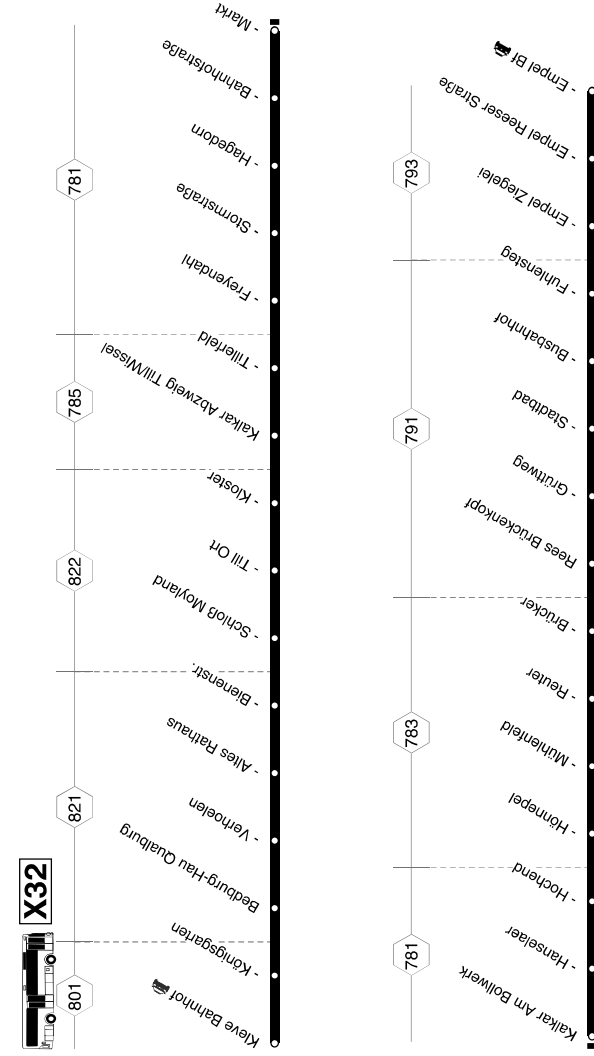 X32
801
821
822
785
781
Kleve Bahnhof
- Königsgarten
Bedburg-Hau Qualburg
- Verhoelen
- Altes Rathaus
- Bienenstr.
- Schloß Moyland
- Till Ort
- Kloster
Kalkar Abzweig Till/Wissel
- Tillerfeld
- Freyendahl
- Stormstraße
- Hagedorn
- Bahnhofstraße
- Markt
781
783
791
793
Kalkar Am Bollwerk
- Hanselaer
- Hochend
- Hönnepel
- Mühlenfeld
- Reuter
- Brücker
Rees Brückenkopf
- Grüttweg
- Stadtbad
- Busbahnhof
- Fuhlensteg
- Empel Ziegelei
- Empel Reeser Straße
- Empel Bf